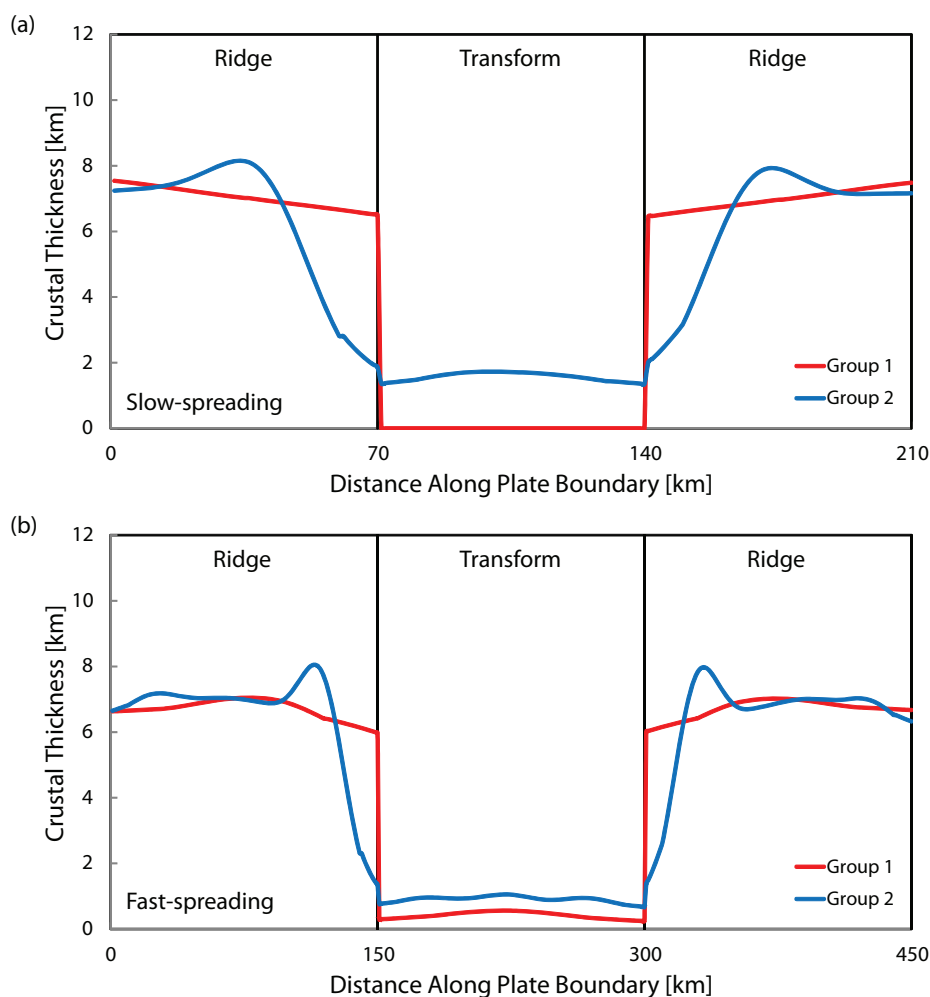 (a)
12
10
8
6
4
2
0
Crustal Thickness [km]
Ridge
Transform
Ridge
Group 1
Group 2
Slow-spreading
0
70
140
210
Distance Along Plate Boundary [km]
(b)
12
10
8
6
4
2
0
Crustal Thickness [km]
Ridge
Transform
Ridge
Group 1
Group 2
Fast-spreading
0
150
300
450
Distance Along Plate Boundary [km]